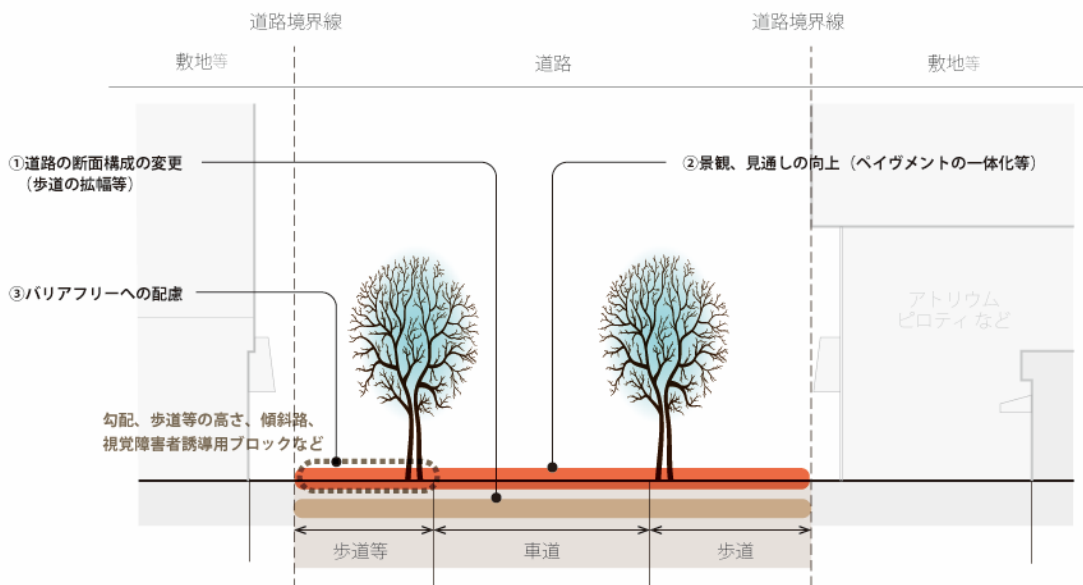 道路境界線
道路境界線
敷地等
道路
敷地等
①道路の断面構成の変更
（歩道の拡幅等）
②景観、見通しの向上（ペイヴメントの一体化等）
③バリアフリーへの配慮
アトリウム
ピロティ など
勾配、歩道等の高さ、傾斜路、
視覚障害者誘導用ブロックなど
歩道等
車道
歩道